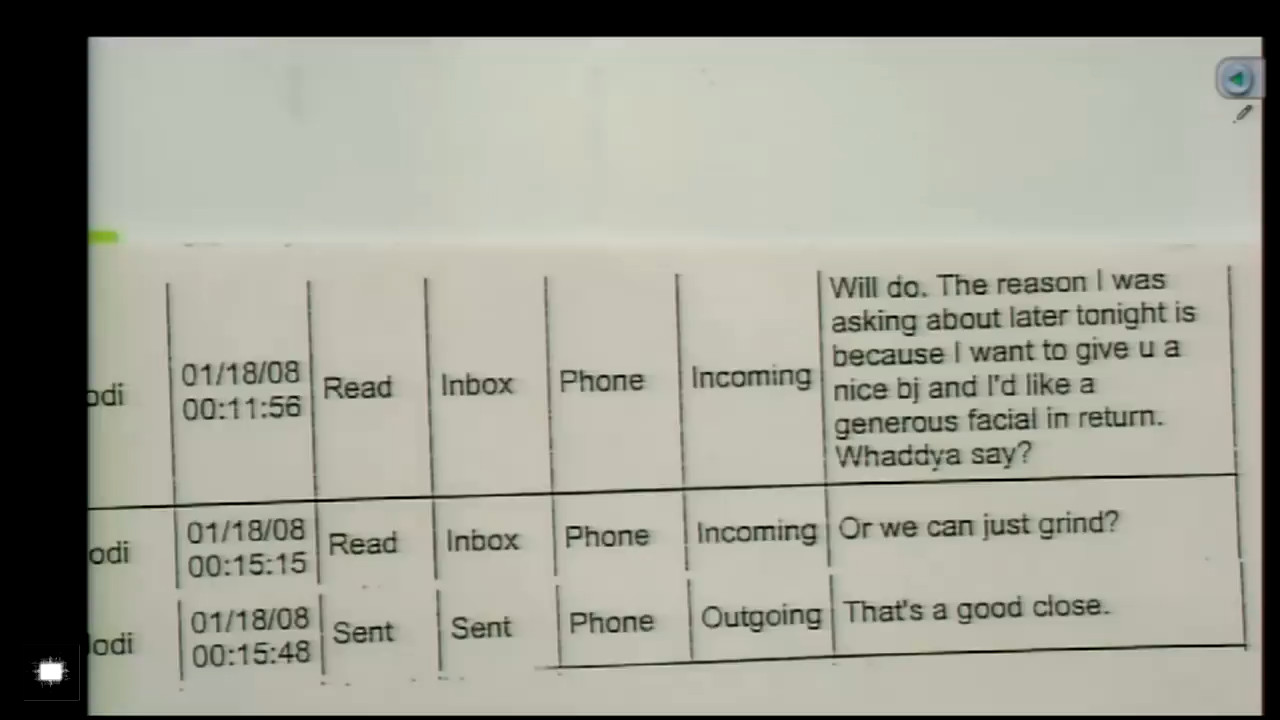 odi
01/18/08
00:11:56
Read
Inbox
Phone
Incoming
Will do. The reason I was
asking about later tonight is
because I want to give u a
nice bj and I'd like a
generous facial in return.
Whaddya say?
odi
01/18/08
00:15:15
Read
Inbox
Phone
Incoming
Or we can just grind?
odi
01/18/08
00:15:48
Sent
Sent
Phone
Outgoing
That's a good close.